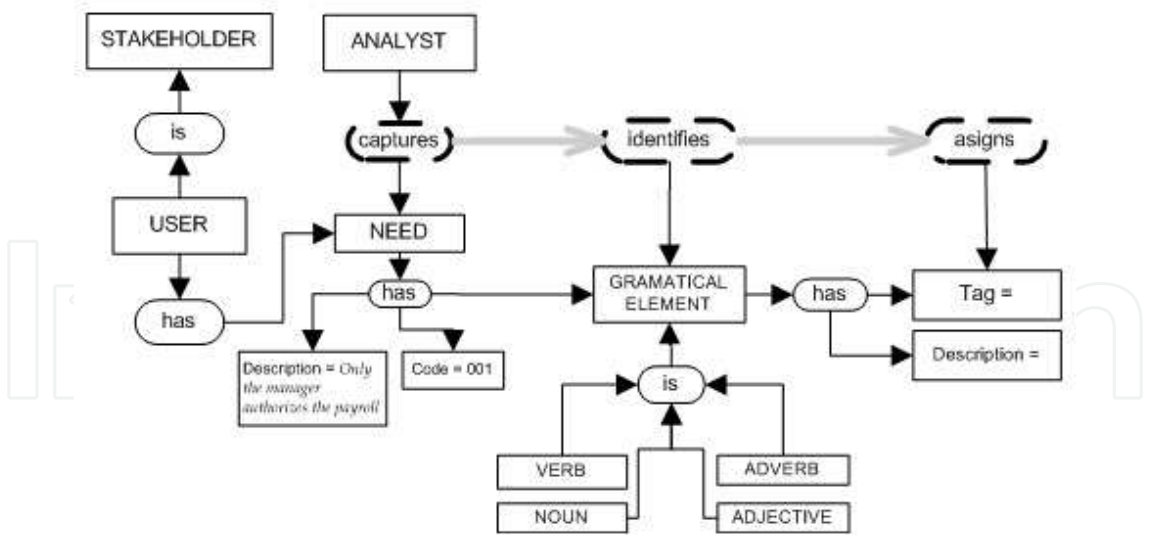 STAKEHOLDER
ANALYST
is
captures
identifies
asigns
USER
NEED
has
has
GRAMATICAL
ELEMENT
has
Tag =
Description = Only
the manager
authorizes the payroll
Code = 001
Description =
is
VERB
ADVERB
NOUN
ADJECTIVE